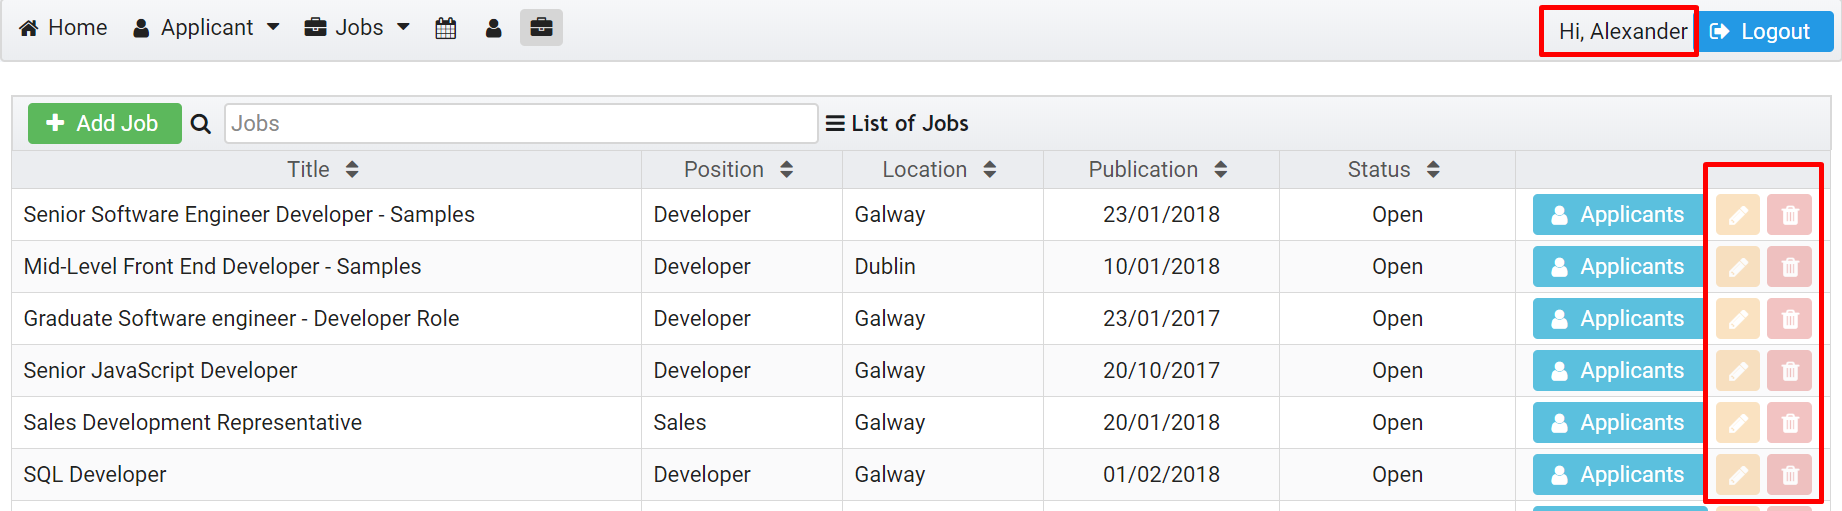 Home Applicant Jobs Hi, Alexander Logout
Add Job Jobs List of Jobs
Title Position Location Publication Status
Senior Software Engineer Developer - Samples Developer Galway 23/01/2018 Open Applicants
Mid-Level Front End Developer - Samples Developer Dublin 10/01/2018 Open Applicants
Graduate Software engineer - Developer Role Developer Galway 23/01/2017 Open Applicants
Senior JavaScript Developer Developer Galway 20/10/2017 Open Applicants
Sales Development Representative Sales Galway 20/01/2018 Open Applicants
SQL Developer Developer Galway 01/02/2018 Open Applicants